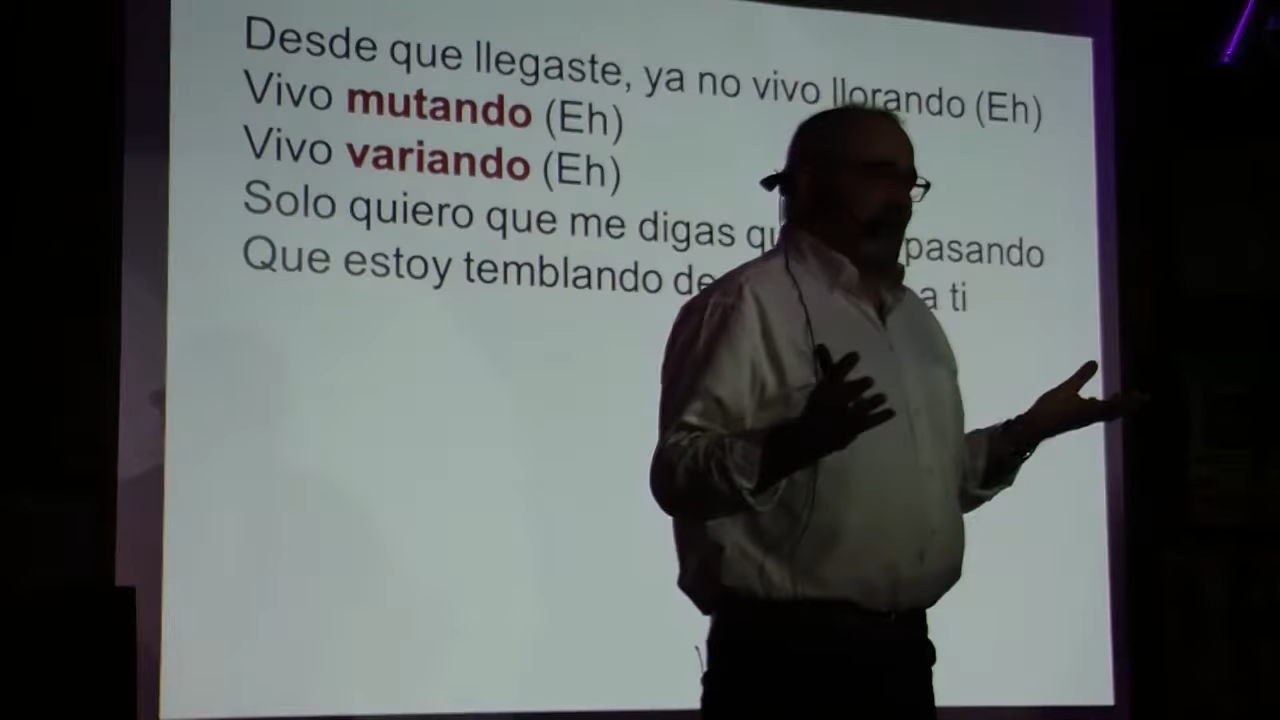 Desde que llegaste, ya no vivo llorando (Eh)
Vivo mutando (Eh)
Vivo variando (Eh)
Solo quiero que me digas pasando
Que estoy temblando a ti